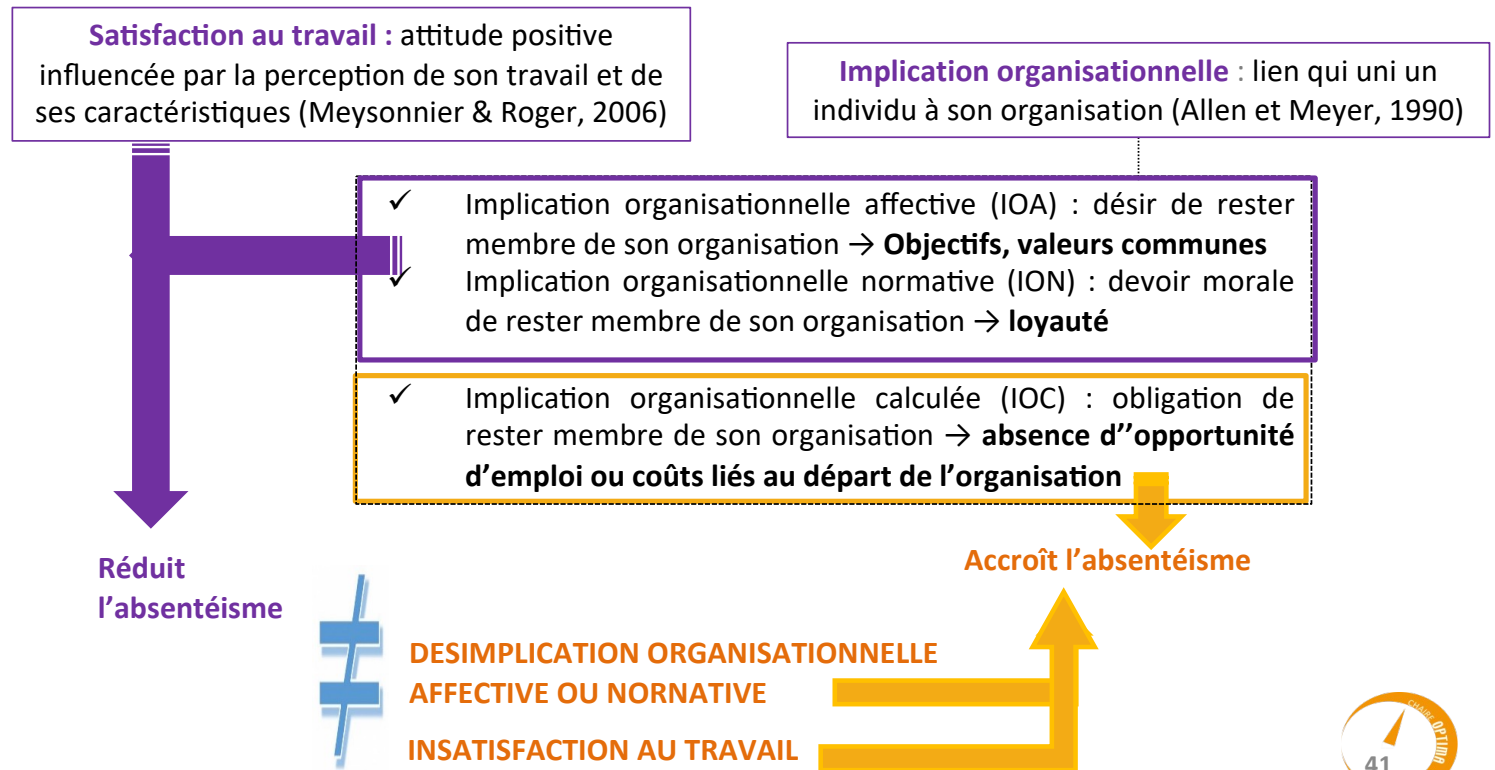 Satisfaction au travail : attitude positive
influencée par la perception de son travail et de
ses caractéristiques (Meysonnier & Roger, 2006)
Implication organisationnelle : lien qui uni un
individu à son organisation (Allen et Meyer, 1990)
✓ Implication organisationnelle affective (IOA) : désir de rester
membre de son organisation → Objectifs, valeurs communes
✓ Implication organisationnelle normative (ION) : devoir morale
de rester membre de son organisation → loyauté
✓ Implication organisationnelle calculée (IOC) : obligation de
rester membre de son organisation → absence d’’opportunité
d’emploi ou coûts liés au départ de l’organisation
Réduit
l’absentéisme
Accroît l’absentéisme
DESIMPLICATION ORGANISATIONNELLE
AFFECTIVE OU NORNATIVE
INSATISFACTION AU TRAVAIL
CHAIRE OPTIMA
41